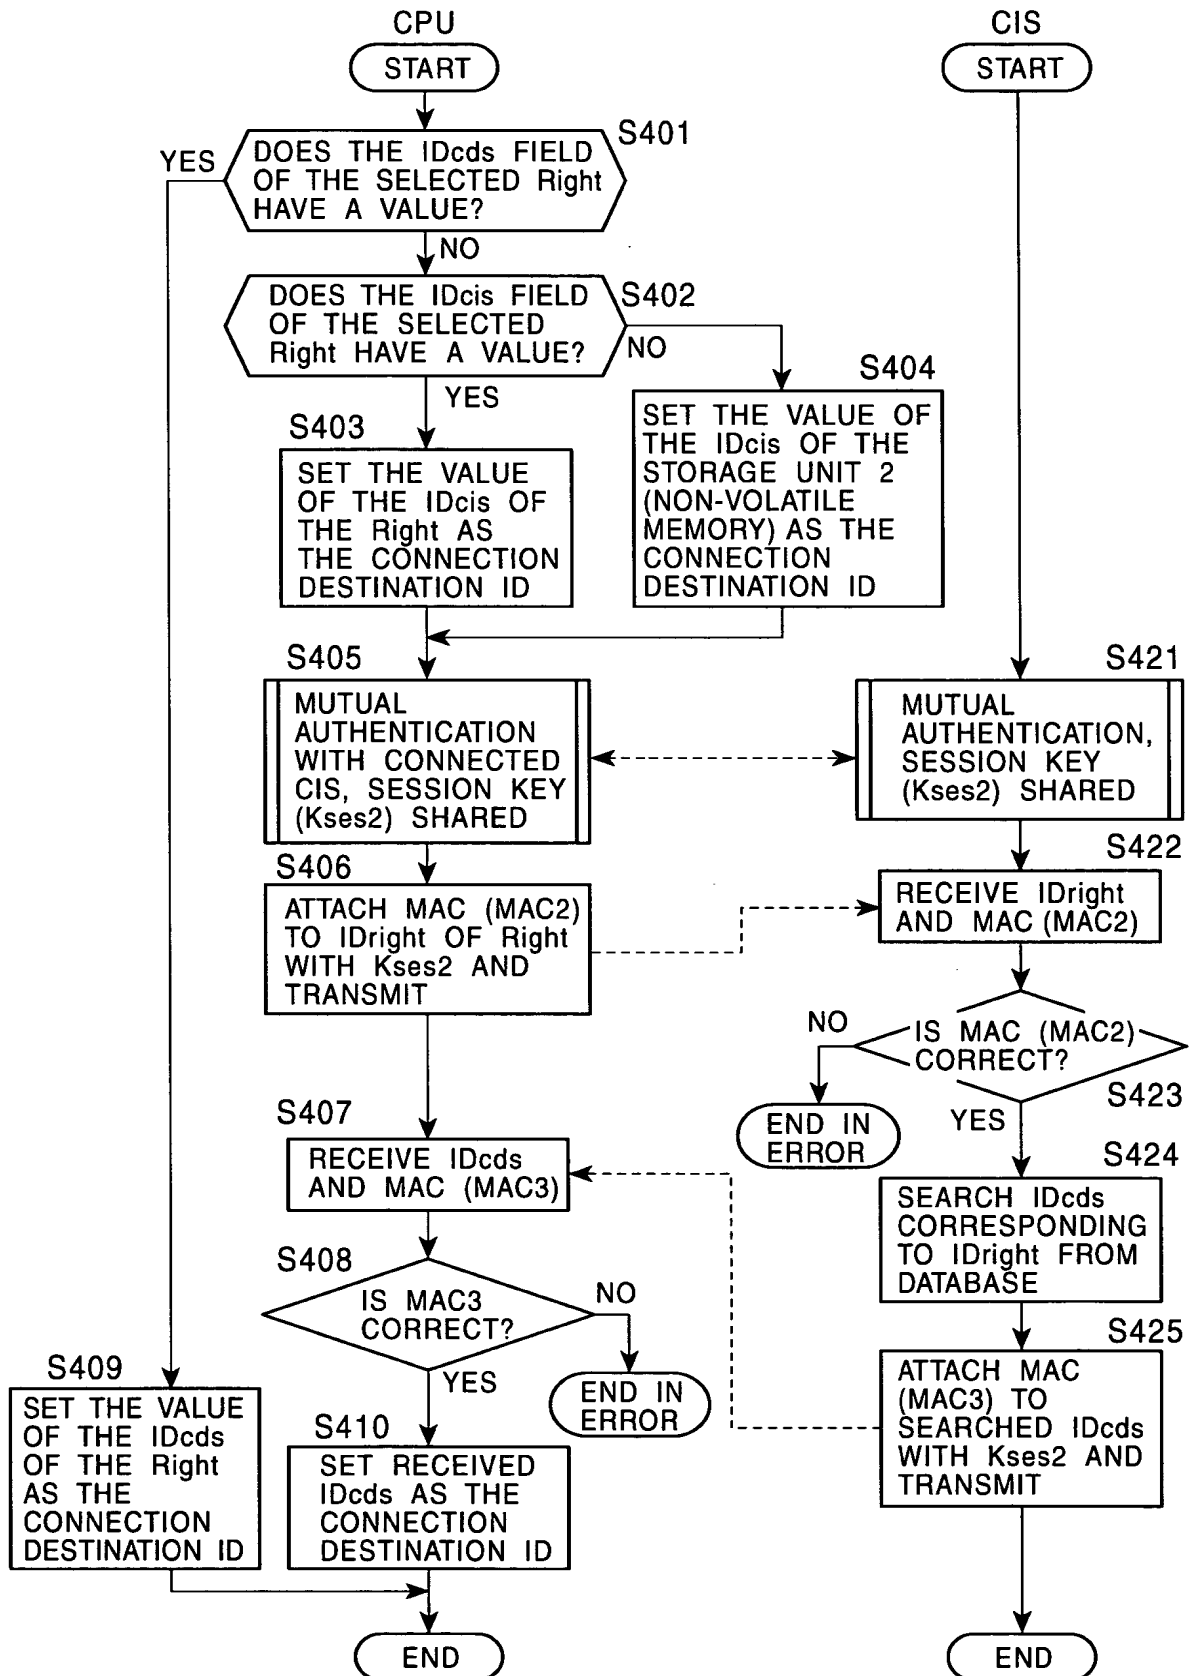 CPU
START
S401
DOES THE IDcds FIELD
OF THE SELECTED Right
HAVE A VALUE?
YES
NO
S402
DOES THE IDcis FIELD
OF THE SELECTED
Right HAVE A VALUE?
NO
YES
S403
SET THE VALUE
OF THE IDcis OF
THE Right AS
THE CONNECTION
DESTINATION ID
S404
SET THE VALUE OF
THE IDcis OF THE
STORAGE UNIT 2
(NON-VOLATILE
MEMORY) AS THE
CONNECTION
DESTINATION ID
S405
MUTUAL
AUTHENTICATION
WITH CONNECTED
CIS, SESSION KEY
(Kses2) SHARED
S406
ATTACH MAC (MAC2)
TO IDright OF Right
WITH Kses2 AND
TRANSMIT
S407
RECEIVE IDcds
AND MAC (MAC3)
S408
IS MAC3
CORRECT?
NO
END IN
ERROR
YES
S409
SET THE VALUE
OF THE IDcds
OF THE Right
AS THE
CONNECTION
DESTINATION ID
S410
SET RECEIVED
IDcds AS THE
CONNECTION
DESTINATION ID
END
CIS
START
S421
MUTUAL
AUTHENTICATION,
SESSION KEY
(Kses2) SHARED
S422
RECEIVE IDright
AND MAC (MAC2)
NO
IS MAC (MAC2)
CORRECT?
S423
END IN
ERROR
YES
S424
SEARCH IDcds
CORRESPONDING
TO IDright FROM
DATABASE
S425
ATTACH MAC
(MAC3) TO
SEARCHED IDcds
WITH Kses2 AND
TRANSMIT
END